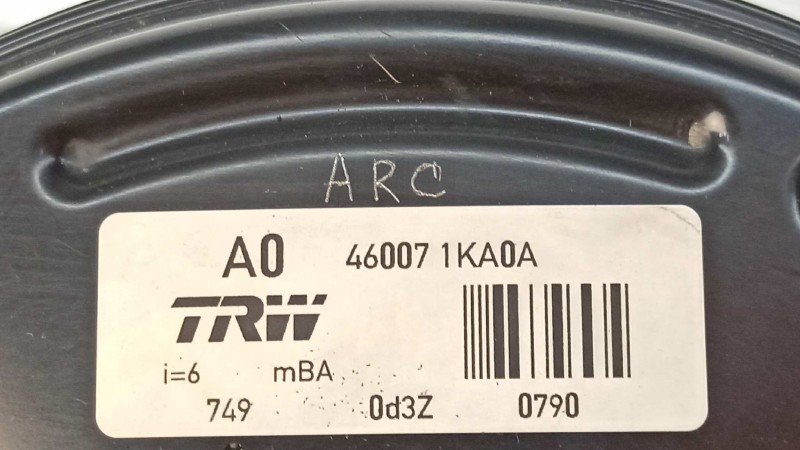 ARC
A0 46007 1KA0A
TRW
i=6 mBA
749 0d3Z 0790